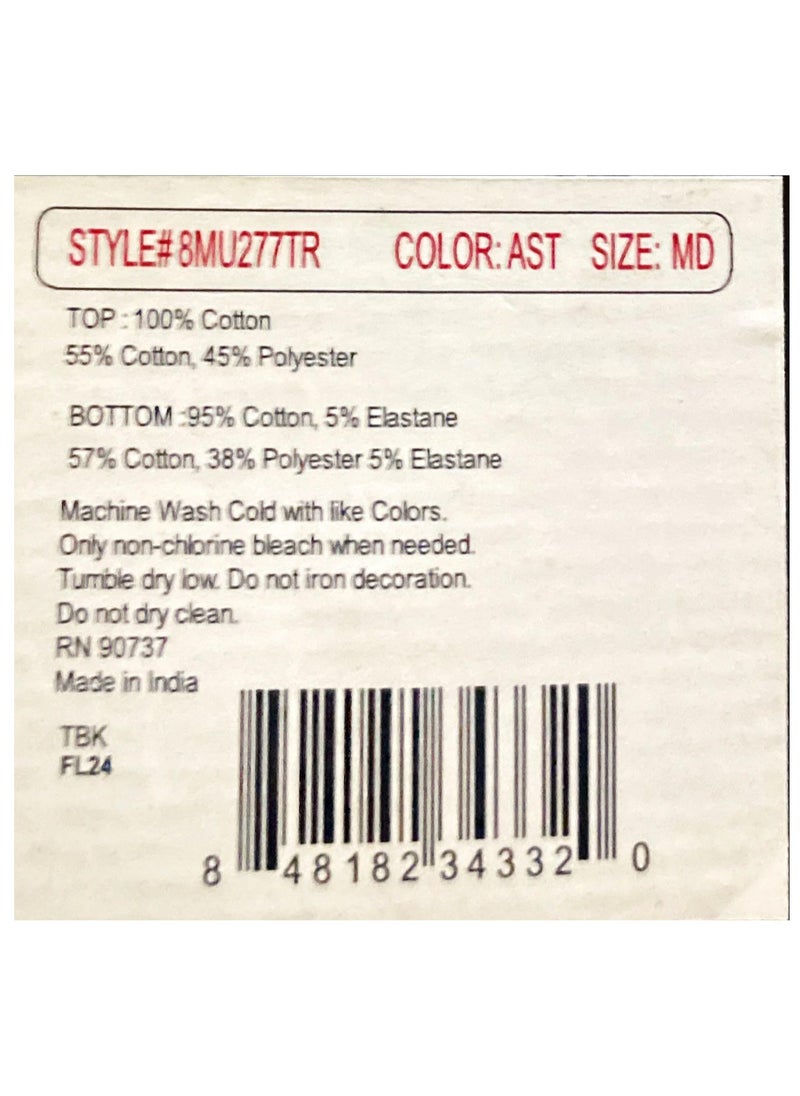 STYLE# 8MU277TR COLOR: AST SIZE: MD
TOP : 100% Cotton
55% Cotton, 45% Polyester
BOTTOM :95% Cotton, 5% Elastane
57% Cotton, 38% Polyester 5% Elastane
Machine Wash Cold with like Colors.
Only non-chlorine bleach when needed.
Tumble dry low. Do not iron decoration.
Do not dry clean.
RN 90737
Made in India
TBK
FL24
8 48182 34332 0